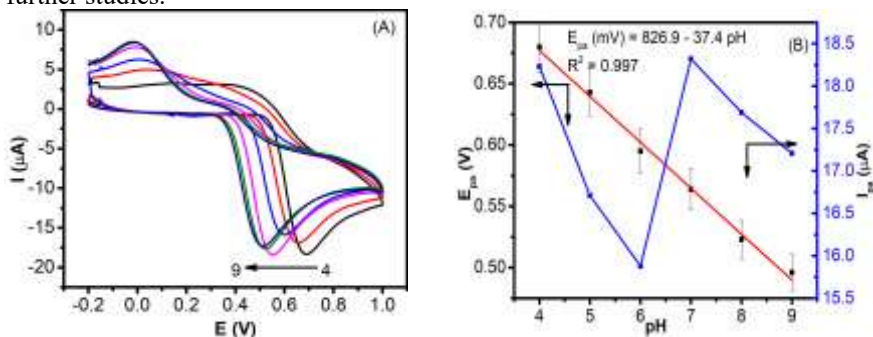 further studies.
(A)
10
5
0
-5
-10
-15
-20
I (µA)
9
4
-0.2 0.0 0.2 0.4 0.6 0.8 1.0
E (V)
(B)
E_pa (mV) = 826.9 - 37.4 pH
R² = 0.997
0.70
0.65
0.60
0.55
0.50
E_pa (V)
18.5
18.0
17.5
17.0
16.5
16.0
15.5
I_pa (µA)
4 5 6 7 8 9
pH